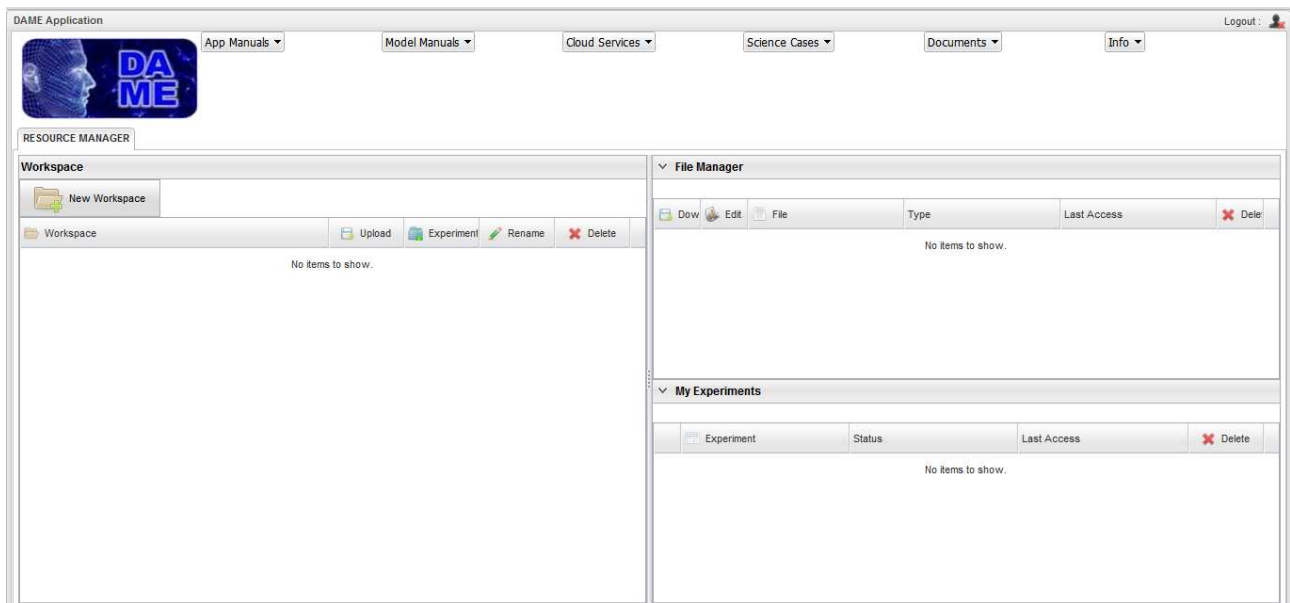 DAME Application
Logout :
DA
ME
App Manuals
Model Manuals
Cloud Services
Science Cases
Documents
Info
RESOURCE MANAGER
Workspace
New Workspace
Workspace
Upload
Experiment
Rename
Delete
No items to show.
File Manager
Dow
Edit
File
Type
Last Access
Dele
No items to show.
My Experiments
Experiment
Status
Last Access
Delete
No items to show.